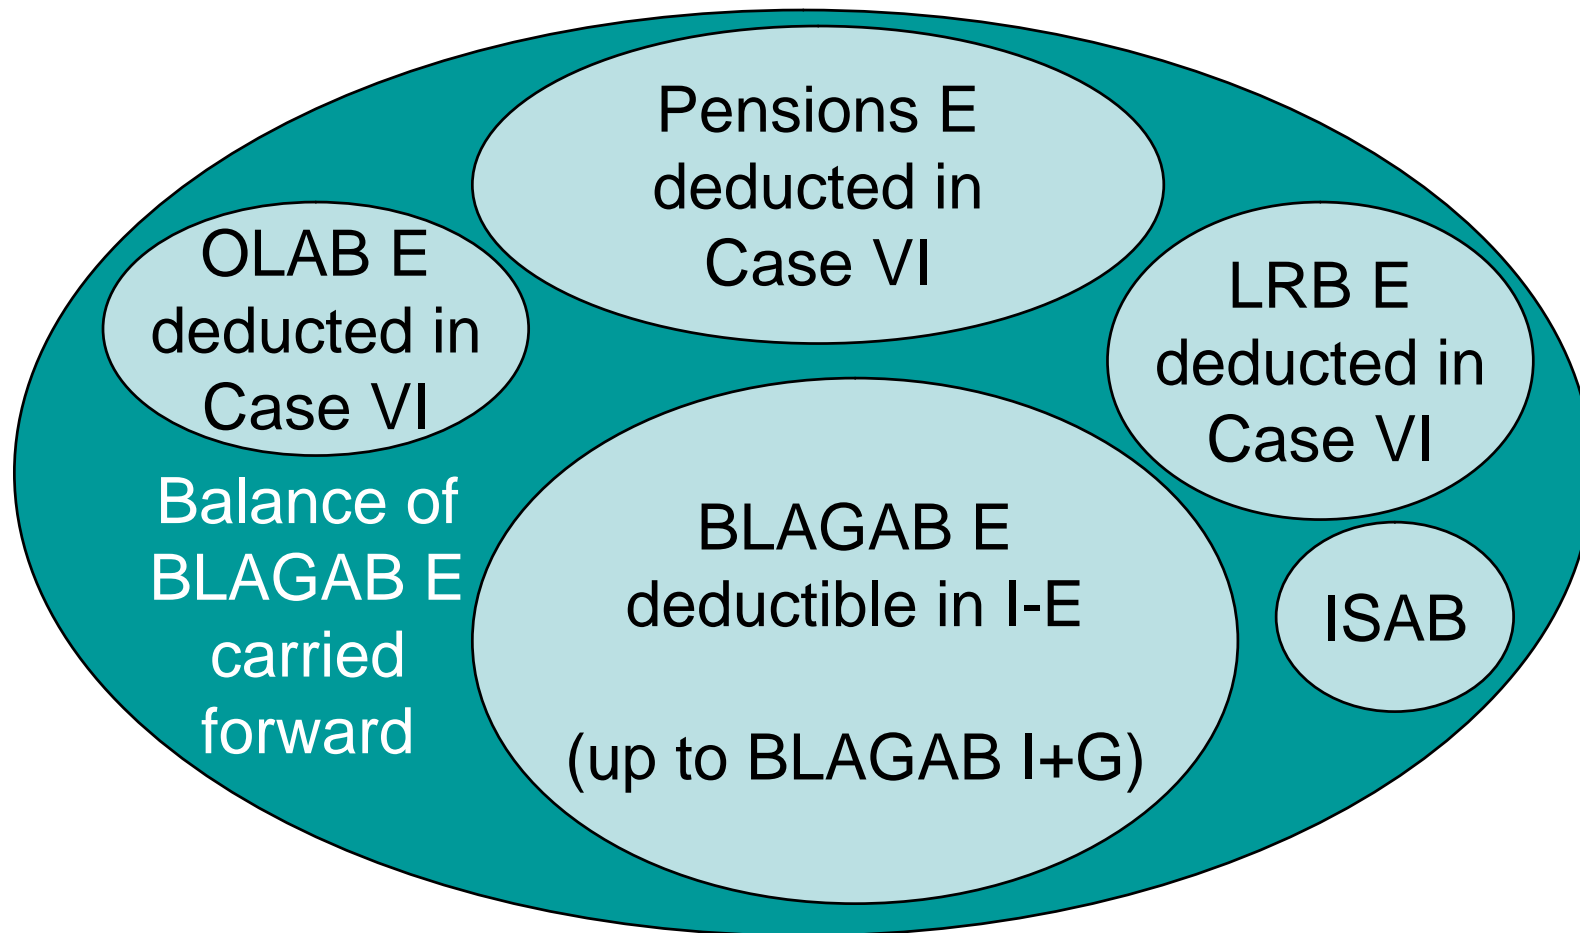 Pensions E
deducted in
Case VI
OLAB E
deducted in
Case VI
LRB E
deducted in
Case VI
Balance of
BLAGAB E
carried
forward
BLAGAB E
deductible in I-E
(up to BLAGAB I+G)
ISAB